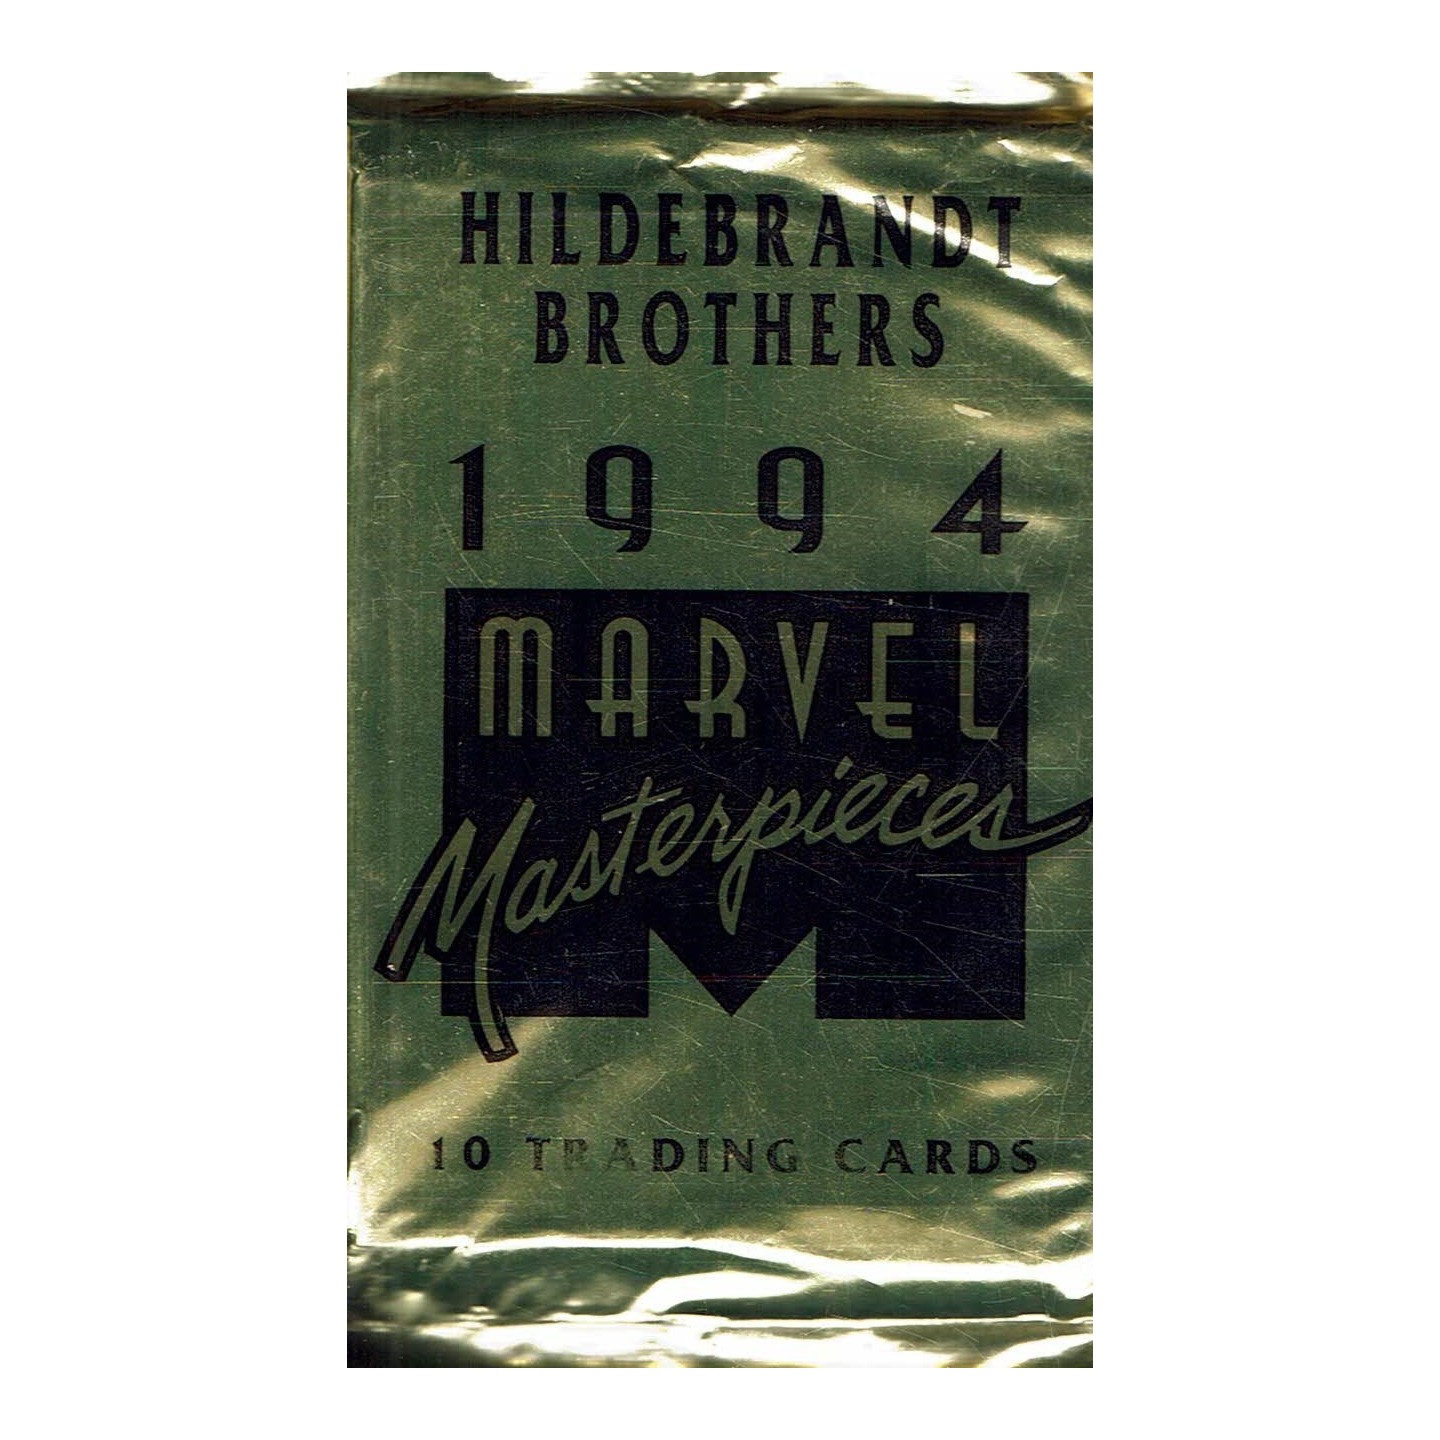 HILDEBRANDT
BROTHERS
1994
MARVEL
Masterpieces
10 TRADING CARDS